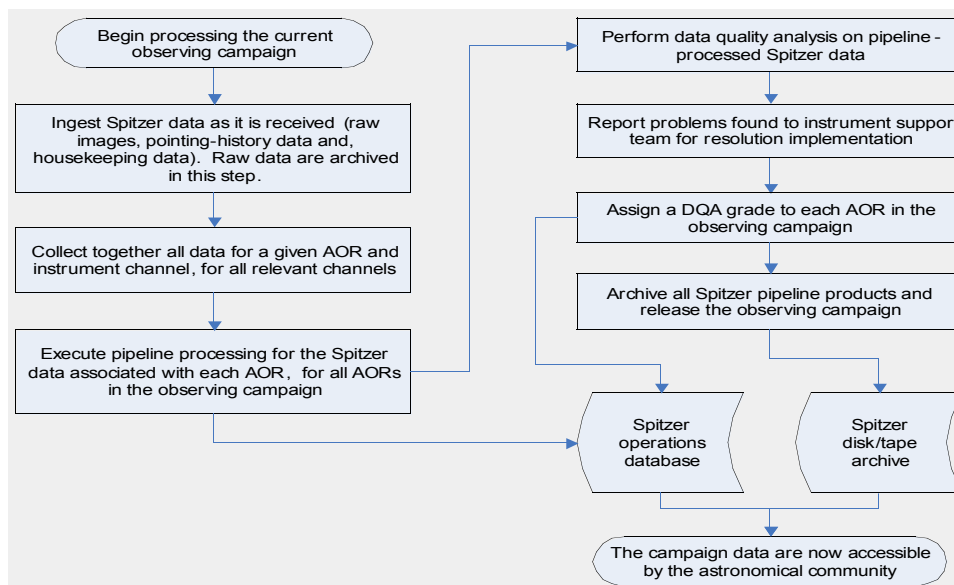 Begin processing the current
observing campaign
Ingest Spitzer data as it is received (raw
images, pointing-history data and,
housekeeping data). Raw data are archived
in this step.
Collect together all data for a given AOR and
instrument channel, for all relevant channels
Execute pipeline processing for the Spitzer
data associated with each AOR, for all AORs
in the observing campaign
Perform data quality analysis on pipeline -
processed Spitzer data
Report problems found to instrument support
team for resolution implementation
Assign a DQA grade to each AOR in the
observing campaign
Archive all Spitzer pipeline products and
release the observing campaign
Spitzer
operations
database
Spitzer
disk/tape
archive
The campaign data are now accessible
by the astronomical community